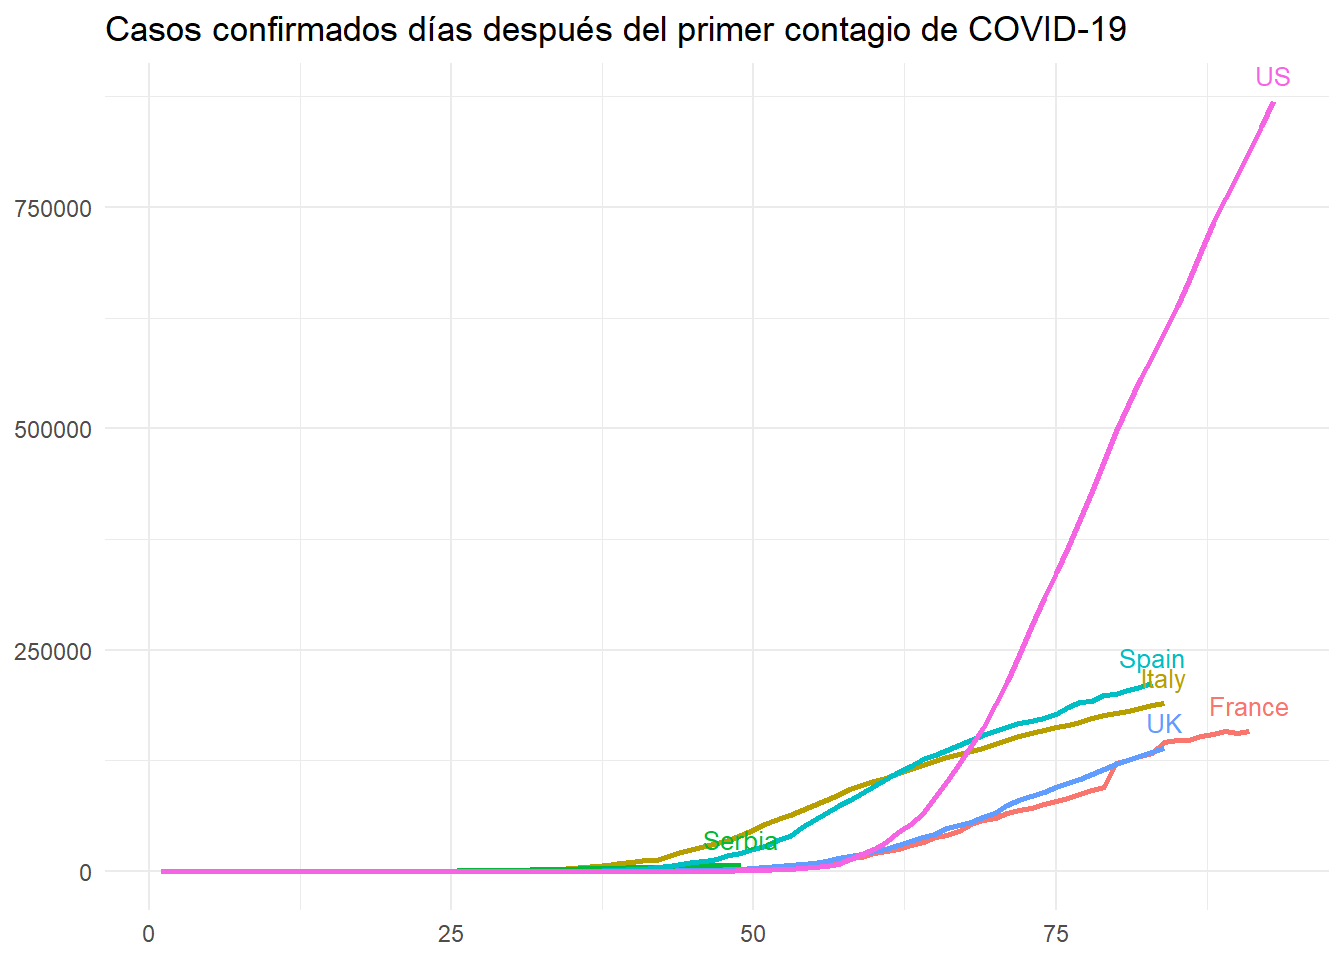 Casos confirmados días después del primer contagio de COVID-19
US
750000
500000
250000
Spain
Italy
France
UK
Serbia
0
0 25 50 75